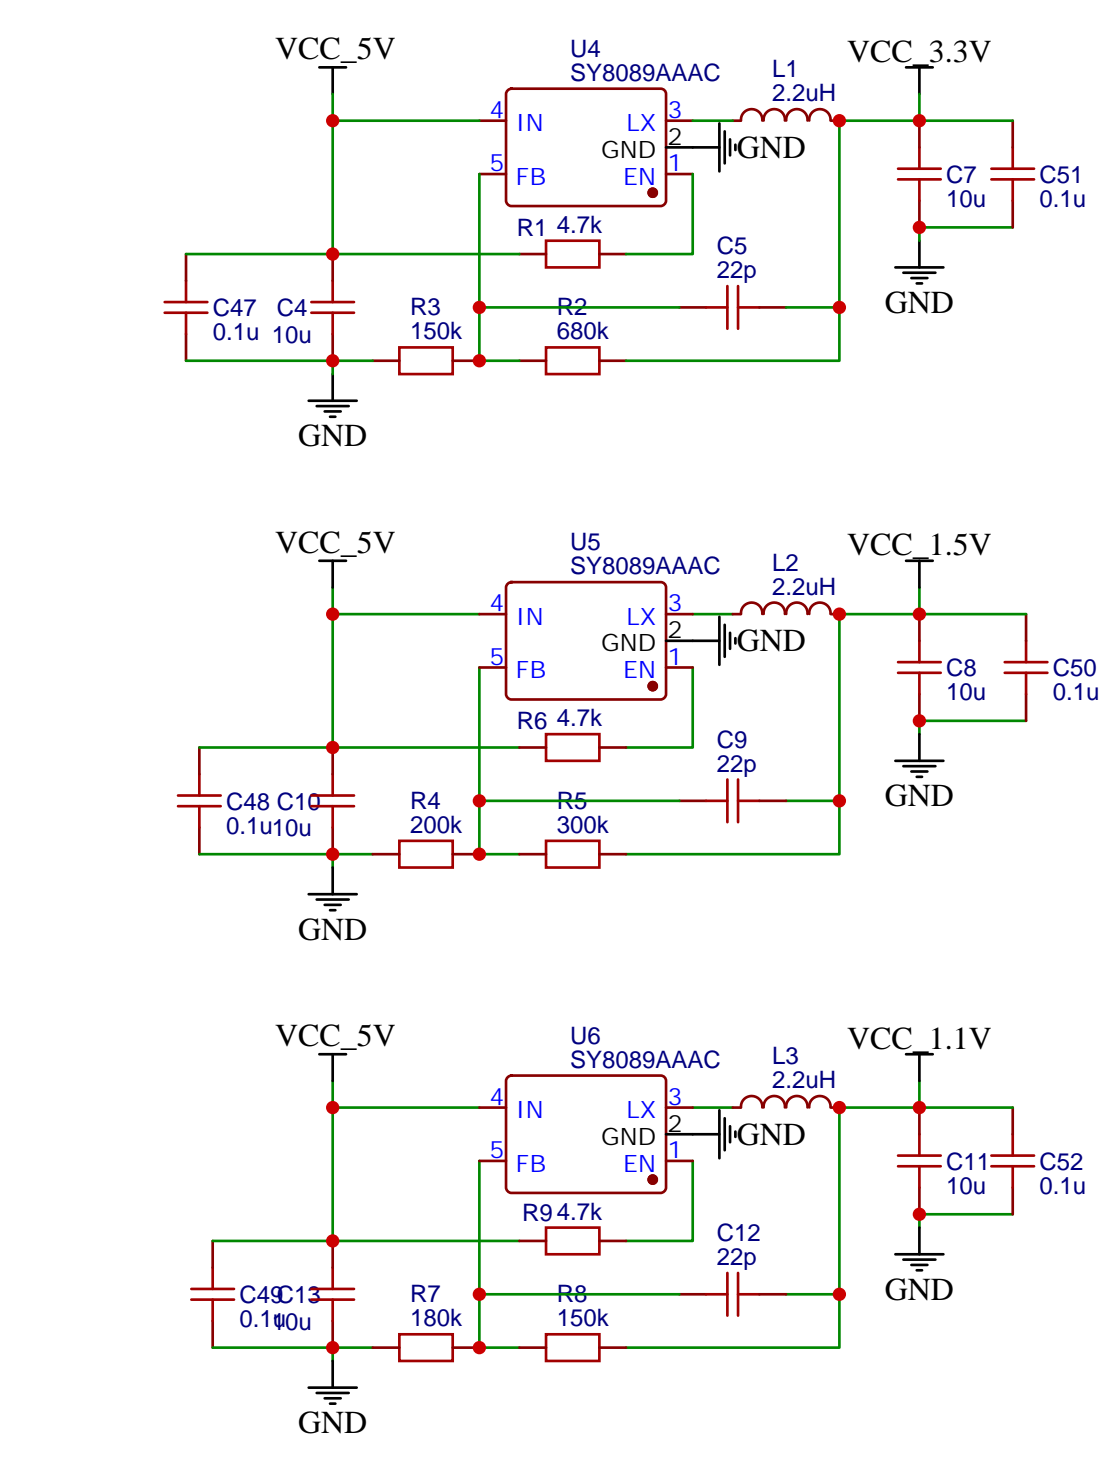 VCC_5V
U4
SY8089AAAC
VCC_3.3V
L1
2.2uH
4 IN LX 3
GND 2 GND
5 FB EN 1
R1 4.7k
C7
10u
C51
0.1u
GND
C5
22p
C47
0.1u
C4
10u
R3
150k
R2
680k
GND
VCC_5V
U5
SY8089AAAC
VCC_1.5V
L2
2.2uH
4 IN LX 3
GND 2 GND
5 FB EN 1
R6 4.7k
C8
10u
C50
0.1u
GND
C9
22p
C48
0.1u
C10
10u
R4
200k
R5
300k
GND
VCC_5V
U6
SY8089AAAC
VCC_1.1V
L3
2.2uH
4 IN LX 3
GND 2 GND
5 FB EN 1
R9 4.7k
C11
10u
C52
0.1u
GND
C12
22p
C49
0.1u
C13
10u
R7
180k
R8
150k
GND